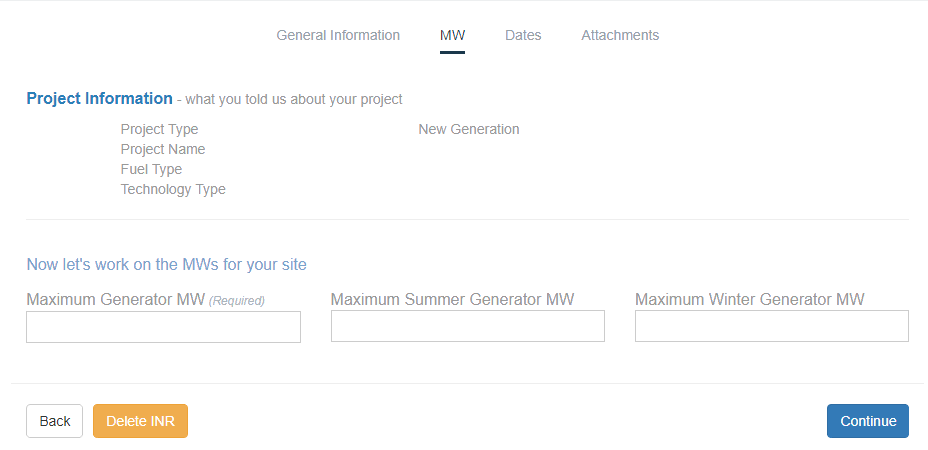 General Information MW Dates Attachments
Project Information - what you told us about your project
Project Type New Generation
Project Name
Fuel Type
Technology Type
Now let's work on the MWs for your site
Maximum Generator MW (Required) Maximum Summer Generator MW Maximum Winter Generator MW
Back Delete INR Continue